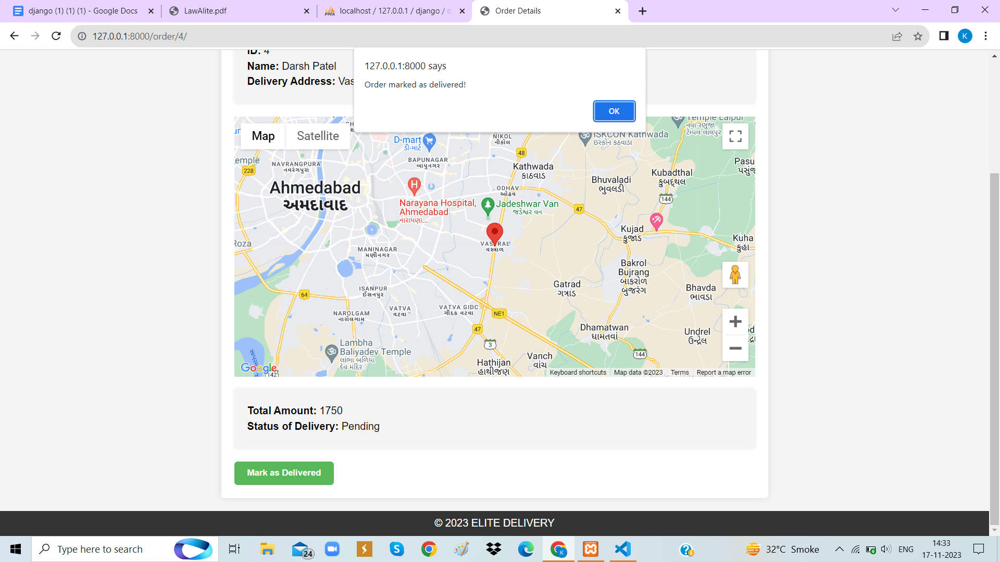 django (1) (1) (1) - Google Docs
LawAlite.pdf
localhost / 127.0.0.1 / django / d
Order Details
127.0.0.1:8000/order/4/
K
ID: 4
Name: Darsh Patel
Delivery Address: Vas
127.0.0.1:8000 says
Order marked as delivered!
OK
Map
Satellite
D-mart
ડી-માર્ટ
NIKOL
નીકોલ
ISKCON Kathwada
ઇસ્કોન કઠવાડા
Temple Lalpur
નવા રણુજા
ટેમ્પલ લાલપુર
emple
228
NAVRANGPURA
નવરંગપુરા
BAPUNAGAR
બાપુનગર
48
Kathwada
કાઠવાડ
Bhuvaladi
ભુવલડી
Kubadthal
કુબદ્થલ
Pasu
Ahmedabad
અમદાવાદ
ODHAV
ઓઢવ
144
Narayana Hospital,
Ahmedabad
નારાયણા...
Jadeshwar Van
જડેશ્વર વન
47
Kujad
કુજાડ
Kuha
કુહા
Roza
VASTRAL
વસ્ત્રાલ
MANINAGAR
મણીનગર
Bakrol
Bujrang
બાકરોળ
બુજરંગ
Gatrad
ગત્રાડ
Bhavda
ભાવડા
ISANPUR
ઈસનપુર
64
NAROLGAM
નારોલગામ
VATVA
વટવા
VATVA GIDC
ગીદક વટવા
NE1
47
3
Dhamatwan
ધામતવાં
Undrel
ઉન્દ્રેલ
Lambha
Baliyadev Temple
લાંભા બળિયા
દેવ મંદિર
Hathijan
હાથીજણ
Vanch
વાંચ
144
Google
142
Keyboard shortcuts
Map data ©2023
Terms
Report a map error
Total Amount: 1750
Status of Delivery: Pending
Mark as Delivered
© 2023 ELITE DELIVERY
Type here to search
24
32°C Smoke
ENG
14:33
17-11-2023